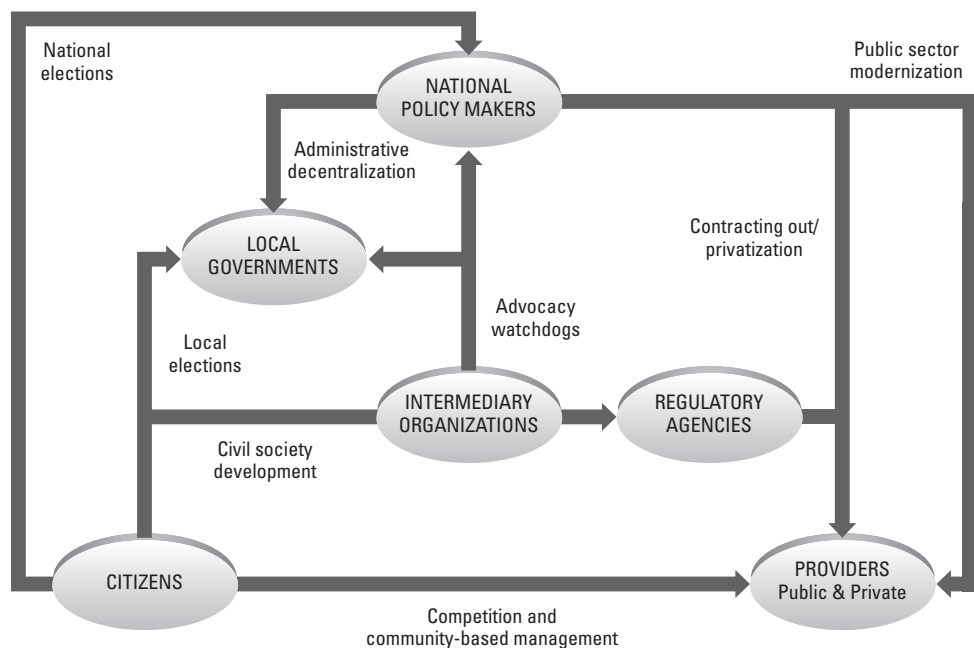 National
elections
NATIONAL
POLICY MAKERS
Public sector
modernization
Administrative
decentralization
LOCAL
GOVERNMENTS
Contracting out/
privatization
Advocacy
watchdogs
Local
elections
INTERMEDIARY
ORGANIZATIONS
REGULATORY
AGENCIES
Civil society
development
CITIZENS
PROVIDERS
Public & Private
Competition and
community-based management